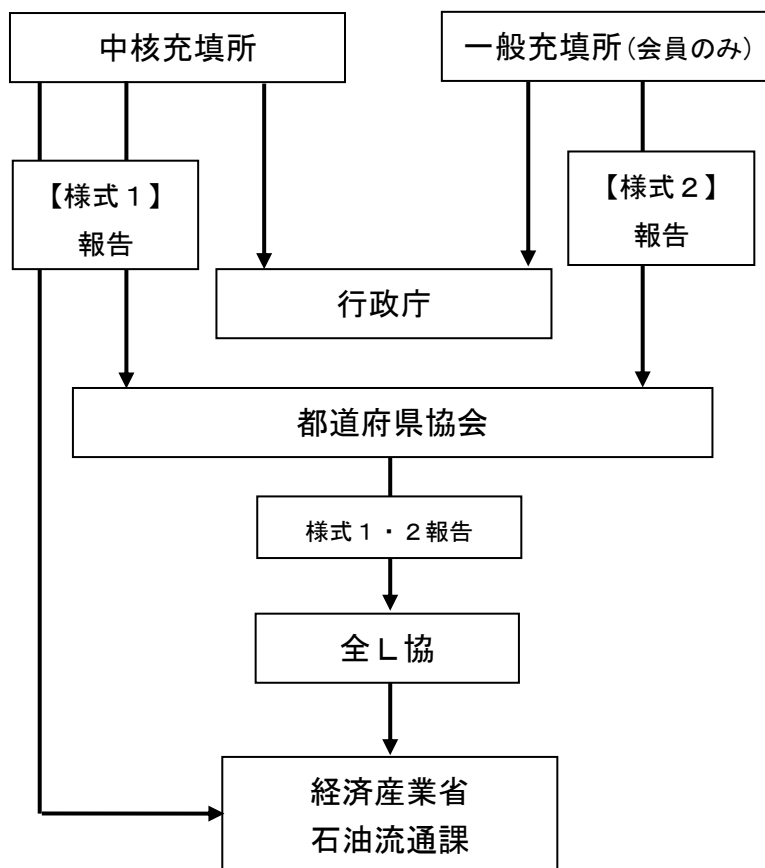 中核充填所
一般充填所(会員のみ)
【様式1】
報告
【様式2】
報告
行政庁
都道府県協会
様式1・2報告
全L協
経済産業省
石油流通課